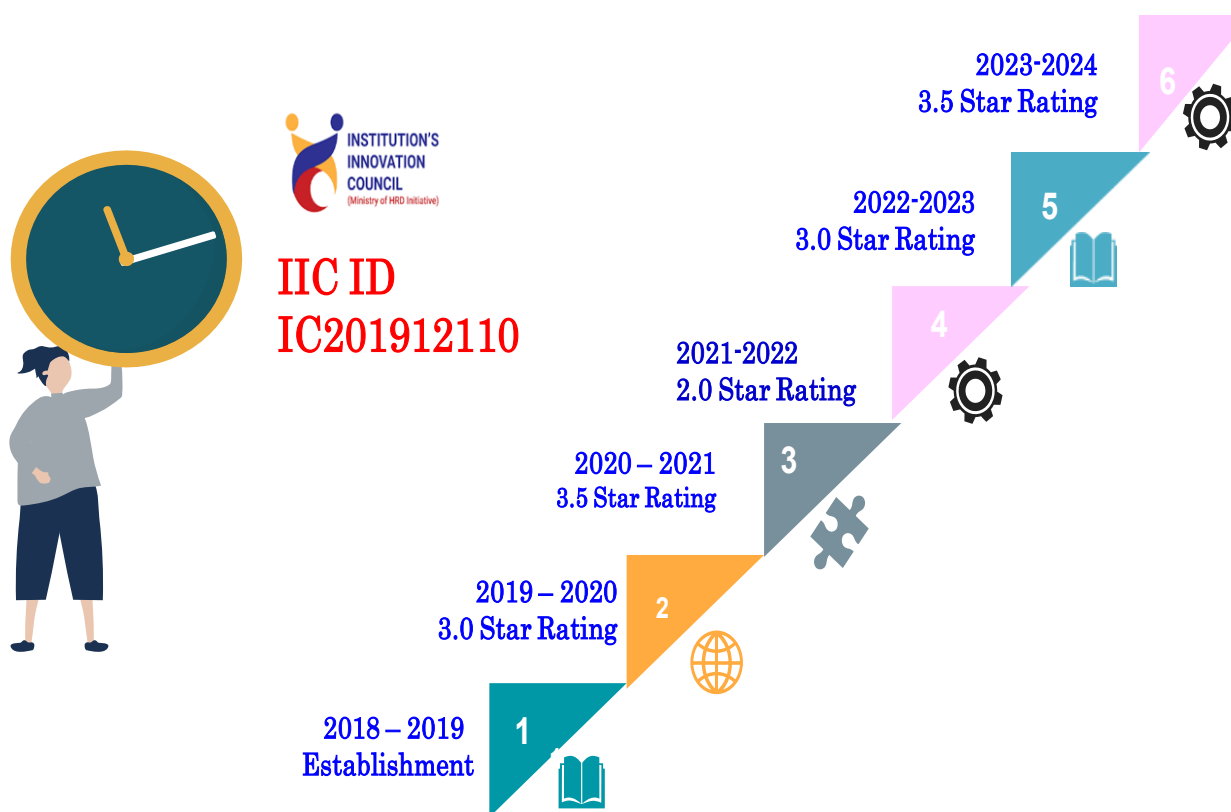 INSTITUTION'S
INNOVATION
COUNCIL
(Ministry of HRD Initiative)
IIC ID
IC201912110
2023-2024
3.5 Star Rating
6
2022-2023
3.0 Star Rating
5
2021-2022
2.0 Star Rating
4
2020 – 2021
3.5 Star Rating
3
2019 – 2020
3.0 Star Rating
2
2018 – 2019
Establishment
1